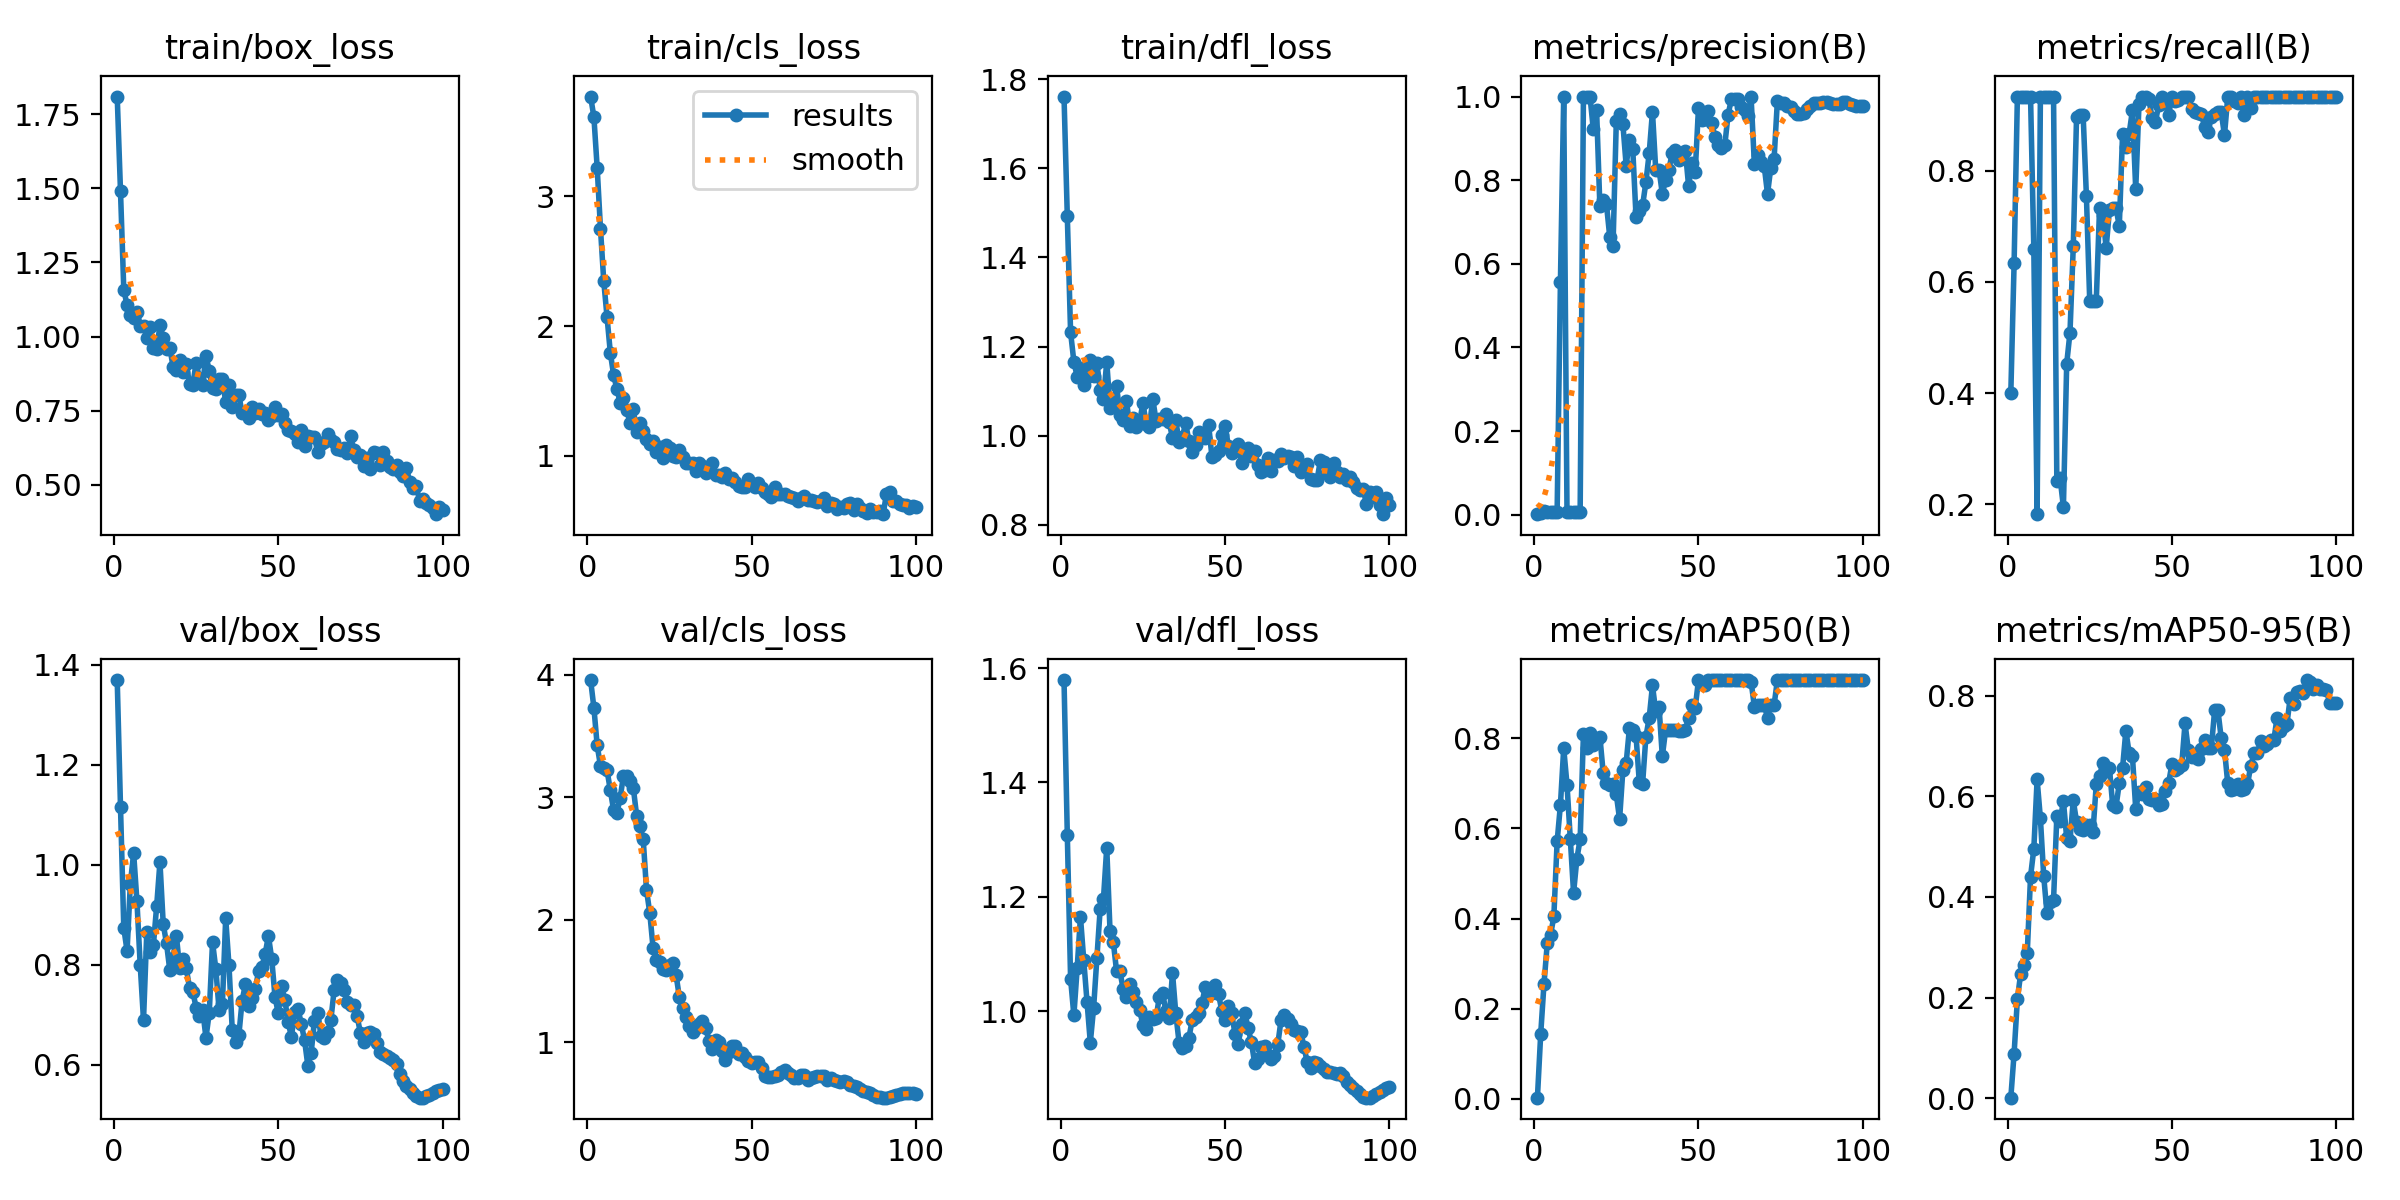 train/box_loss
1.75
1.50
1.25
1.00
0.75
0.50
0 50 100
train/cls_loss
results
smooth
3
2
1
0 50 100
train/dfl_loss
1.8
1.6
1.4
1.2
1.0
0.8
0 50 100
metrics/precision(B)
1.0
0.8
0.6
0.4
0.2
0.0
0 50 100
metrics/recall(B)
0.8
0.6
0.4
0.2
0 50 100
val/box_loss
1.4
1.2
1.0
0.8
0.6
0 50 100
val/cls_loss
4
3
2
1
0 50 100
val/dfl_loss
1.6
1.4
1.2
1.0
0 50 100
metrics/mAP50(B)
0.8
0.6
0.4
0.2
0.0
0 50 100
metrics/mAP50-95(B)
0.8
0.6
0.4
0.2
0.0
0 50 100